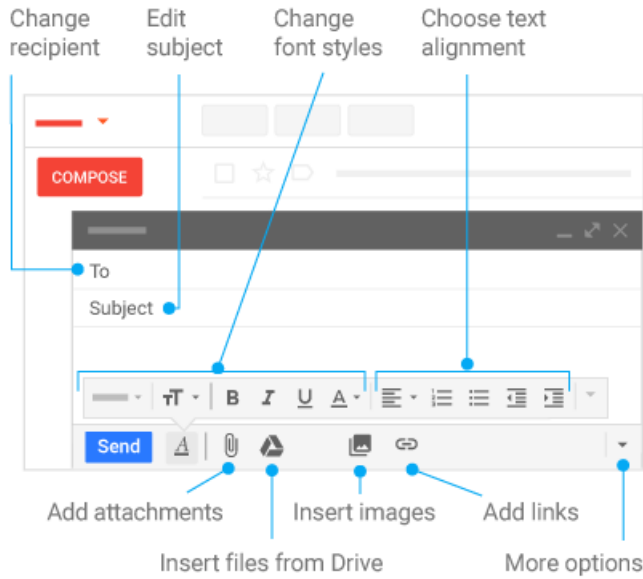 Change
recipient
Edit
subject
Change
font styles
Choose text
alignment
COMPOSE
To
Subject
B I U A
Send A
Add attachments
Insert images
Add links
Insert files from Drive
More options